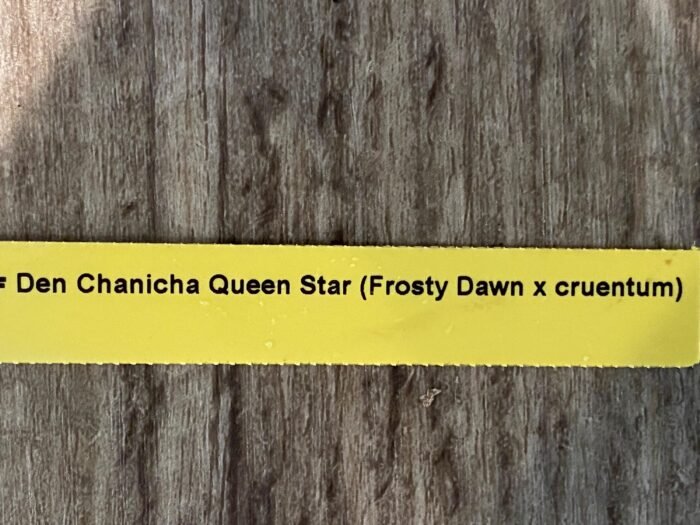 = Den Chanicha Queen Star (Frosty Dawn x cruentum)